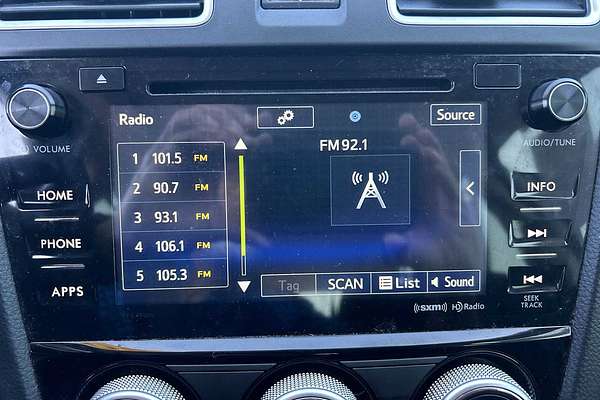 Radio
Source
VOLUME
AUDIO/TUNE
FM 92.1
1 101.5 FM
2 90.7 FM
3 93.1 FM
4 106.1 FM
5 105.3 FM
HOME
PHONE
APPS
INFO
SEEK
TRACK
Tag SCAN List Sound
((SXM)) HD Radio